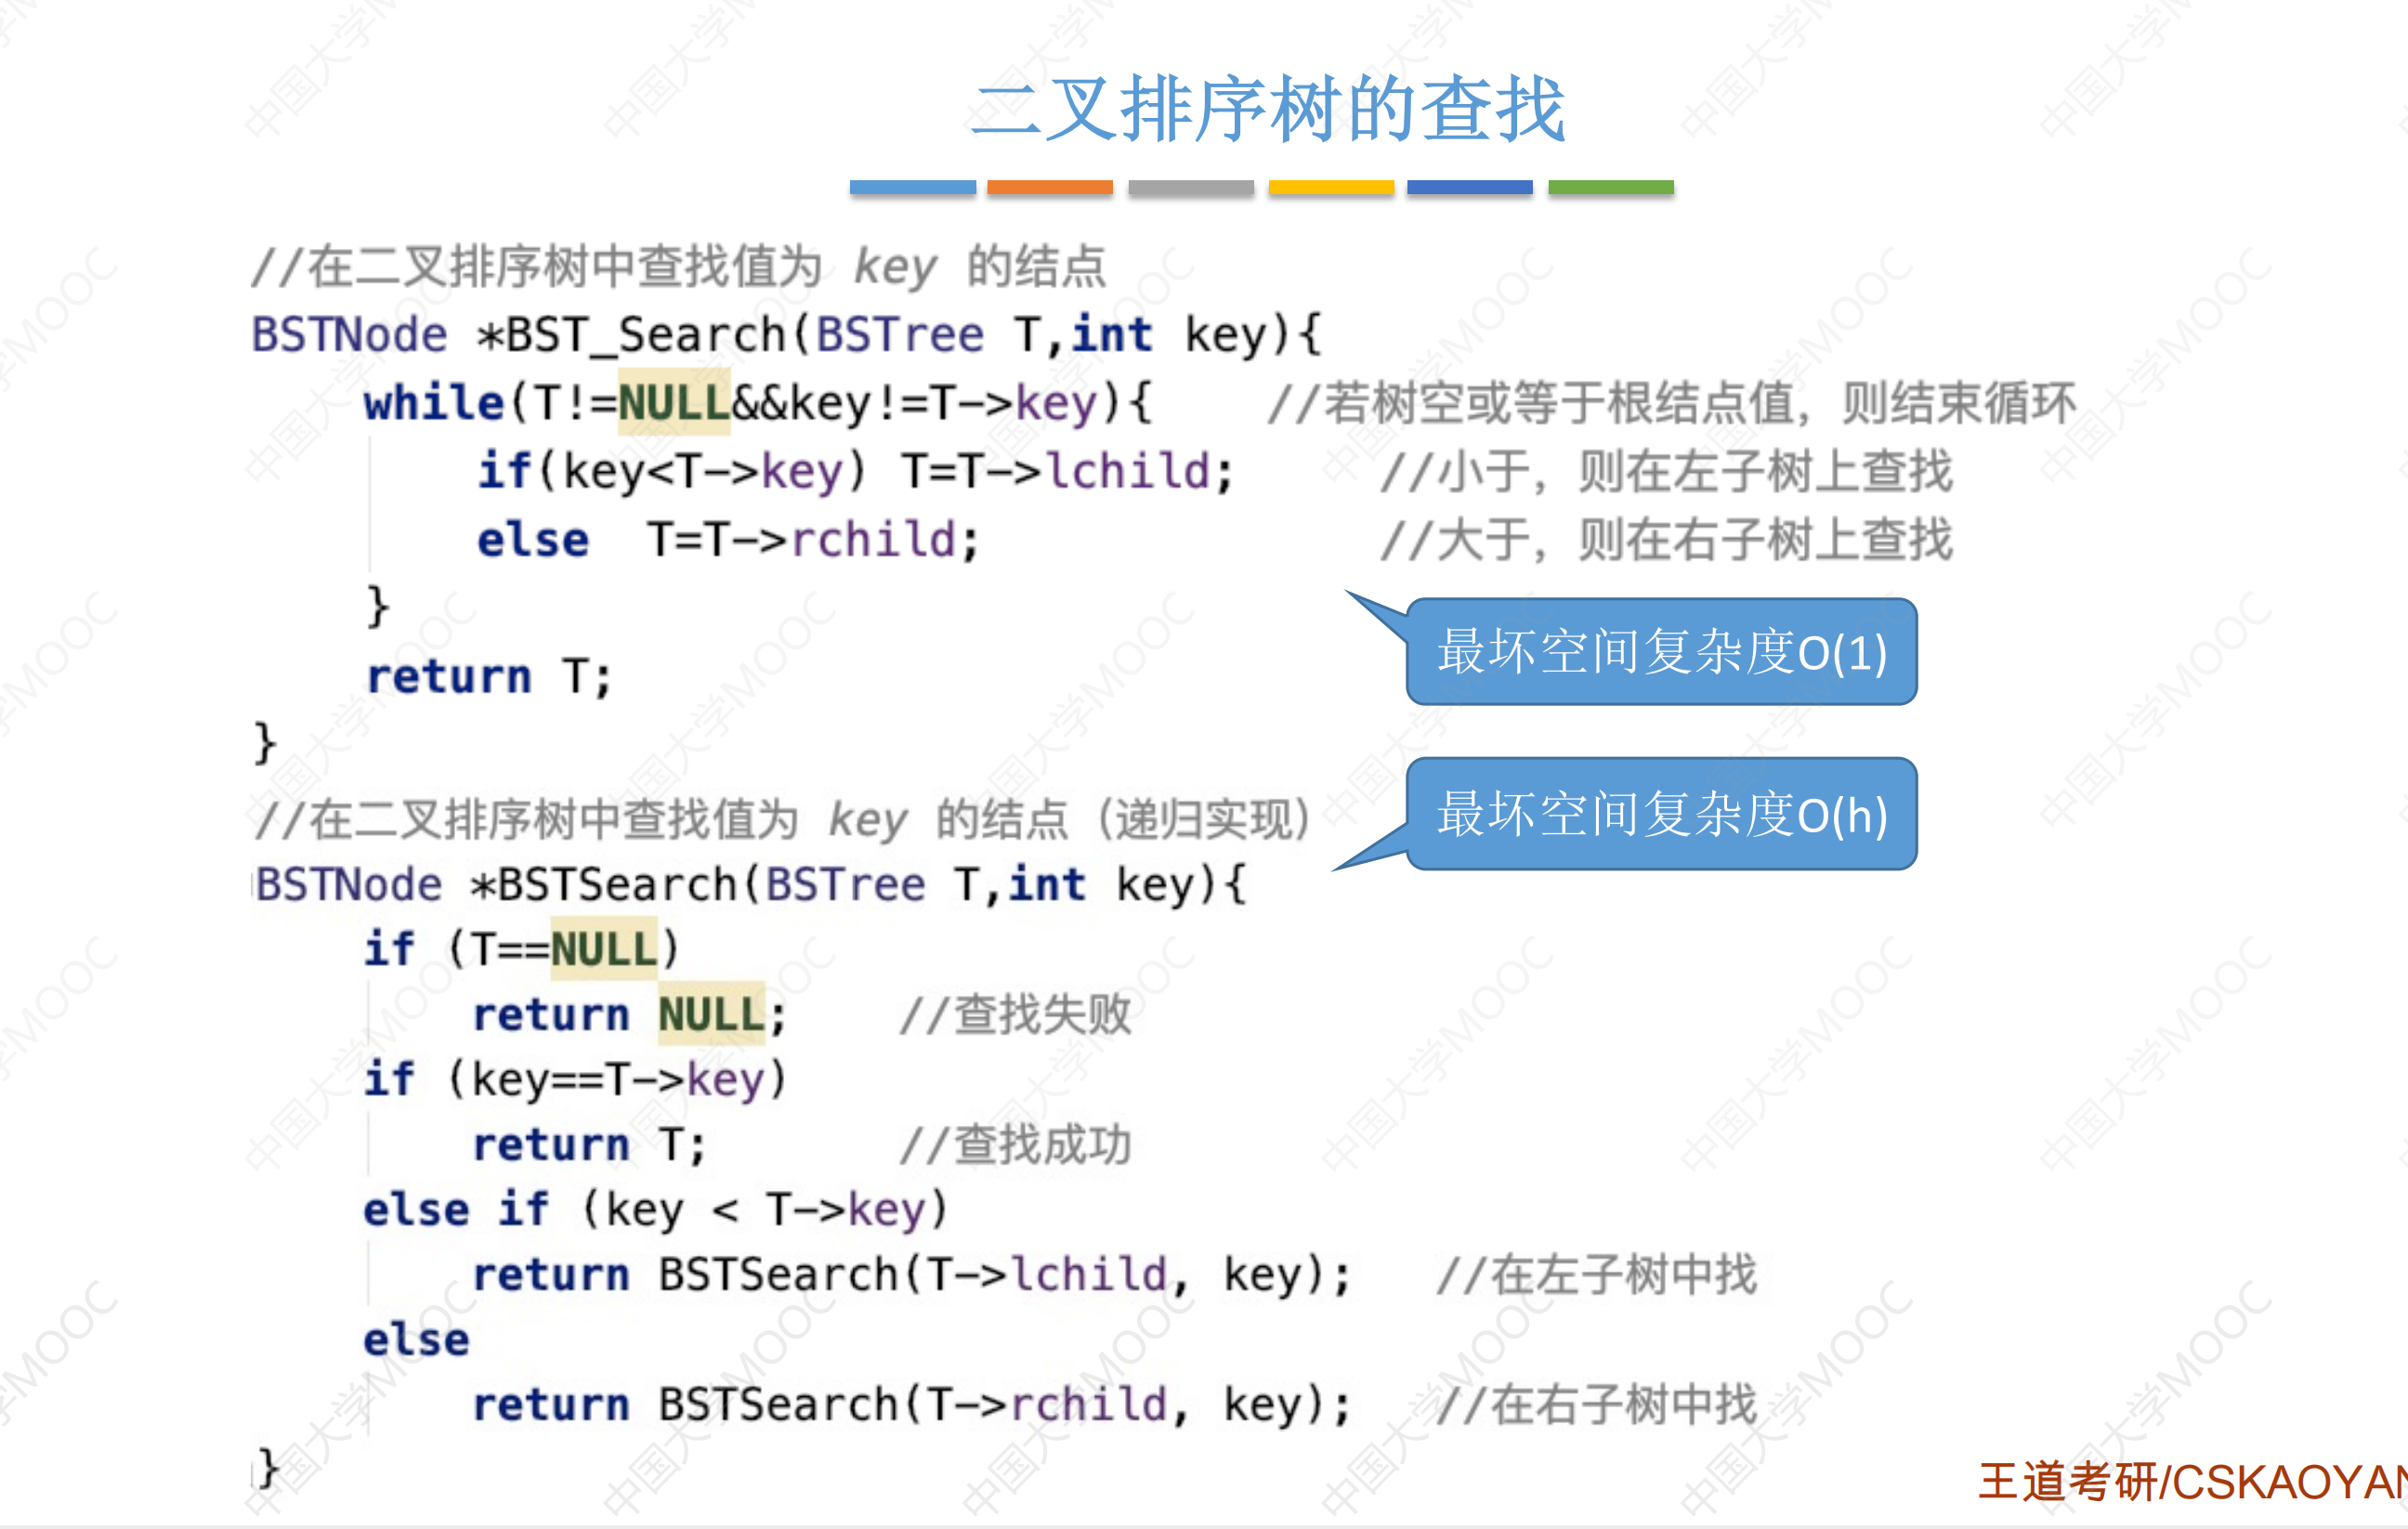 二叉排序树的查找
//在二叉排序树中查找值为 key 的结点
BSTNode *BST_Search(BSTree T,int key){
while(T!=NULL&&key!=T->key){ //若树空或等于根结点值，则结束循环
if(key<T->key) T=T->lchild; //小于，则在左子树上查找
else T=T->rchild; //大于，则在右子树上查找
}
return T;
}
最坏空间复杂度O(1)
最坏空间复杂度O(h)
//在二叉排序树中查找值为 key 的结点（递归实现）
BSTNode *BSTSearch(BSTree T,int key){
if (T==NULL)
return NULL; //查找失败
if (key==T->key)
return T; //查找成功
else if (key < T->key)
return BSTSearch(T->lchild, key); //在左子树中找
else
return BSTSearch(T->rchild, key); //在右子树中找
}
王道考研/CSKAOYAN
中国大学MOOC